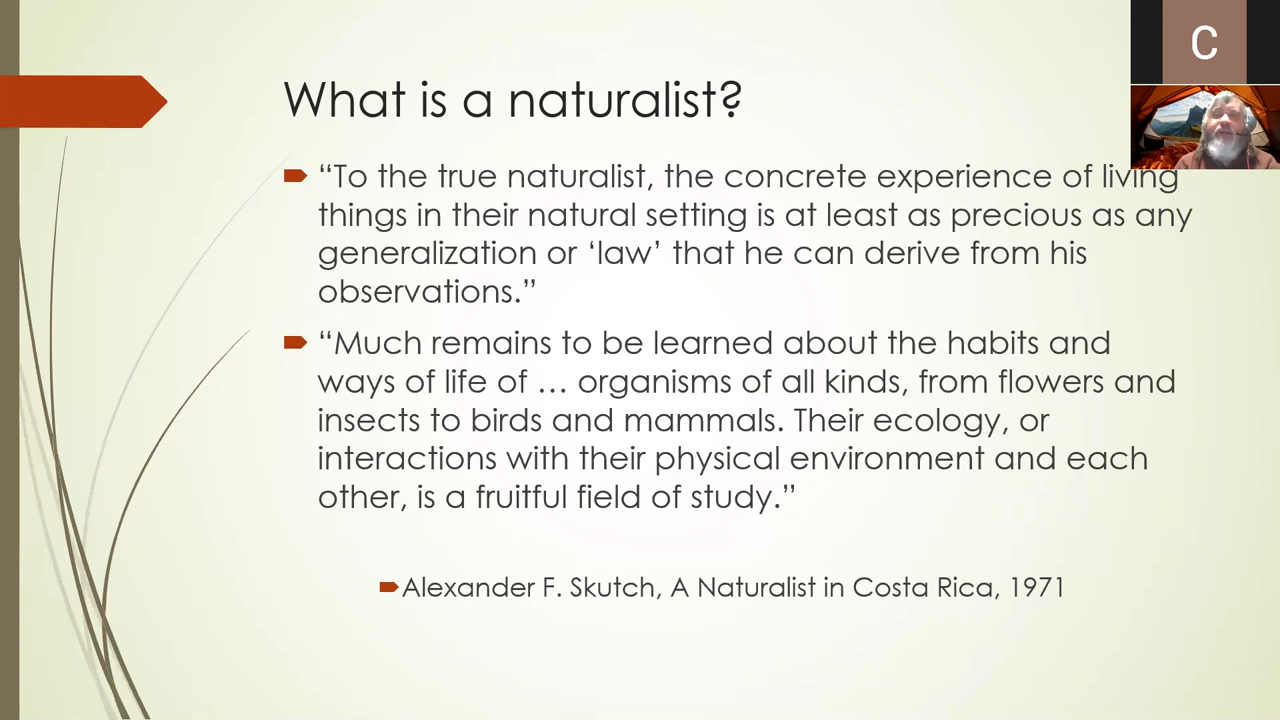 C
What is a naturalist?
“To the true naturalist, the concrete experience of living
things in their natural setting is at least as precious as any
generalization or ‘law’ that he can derive from his
observations.”
“Much remains to be learned about the habits and
ways of life of … organisms of all kinds, from flowers and
insects to birds and mammals. Their ecology, or
interactions with their physical environment and each
other, is a fruitful field of study.”
Alexander F. Skutch, A Naturalist in Costa Rica, 1971